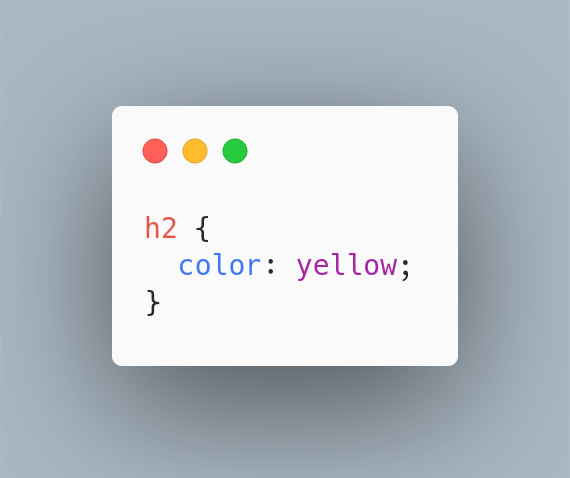 h2 {
  color: yellow;
}